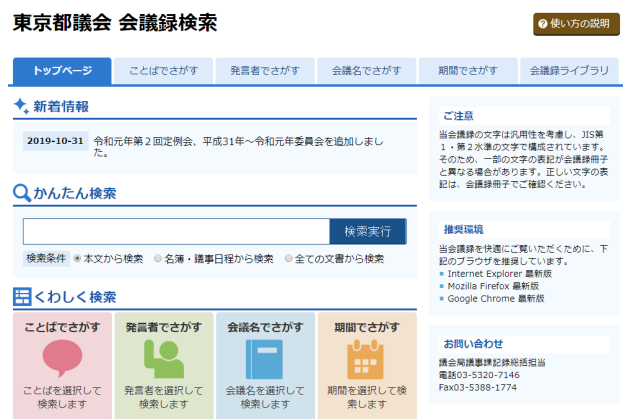 東京都議会 会議録検索
使い方の説明
トップページ
ことばでさがす
発言者でさがす
会議名でさがす
期間でさがす
会議録ライブラリ
新着情報
2019-10-31 令和元年第２回定例会、平成31年～令和元年委員会を追加しまし
た。
かんたん検索
検索実行
検索条件 本文から検索 名簿・議事日程から検索 全ての文書から検索
くわしく検索
ことばでさがす
ことばを選択して
検索します
発言者でさがす
発言者を選択して
検索します
会議名でさがす
会議名を選択して
検索します
期間でさがす
期間を選択して検
索します
ご注意
当会議録の文字は汎用性を考慮し、JIS第
１・第２水準の文字で構成されています。
そのため、一部の文字の表記が会議録冊子
と異なる場合があります。正しい文字の表
記は、会議録冊子でご確認ください。
推奨環境
当会議録を快適にご覧いただくために、下
記のブラウザを推奨しています。
Internet Explorer 最新版
Mozilla Firefox 最新版
Google Chrome 最新版
お問い合わせ
議会局議事課記録総括担当
電話03-5320-7146
Fax03-5388-1774